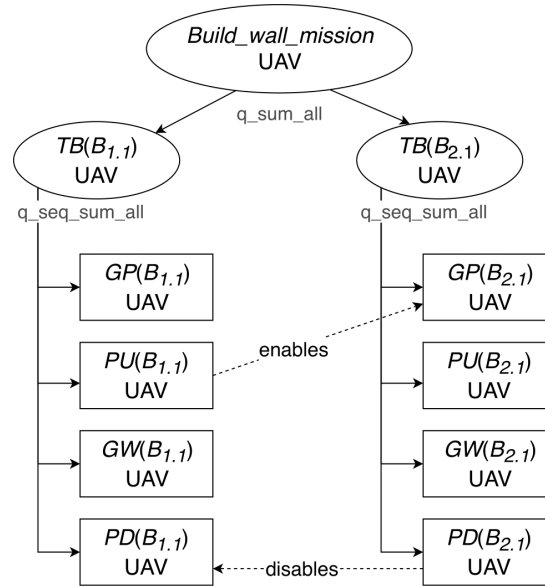 Build_wall_mission
UAV
q_sum_all
TB(B1.1)
UAV
q_seq_sum_all
GP(B1.1)
UAV
PU(B1.1)
UAV
GW(B1.1)
UAV
PD(B1.1)
UAV
enables
disables
TB(B2.1)
UAV
q_seq_sum_all
GP(B2.1)
UAV
PU(B2.1)
UAV
GW(B2.1)
UAV
PD(B2.1)
UAV